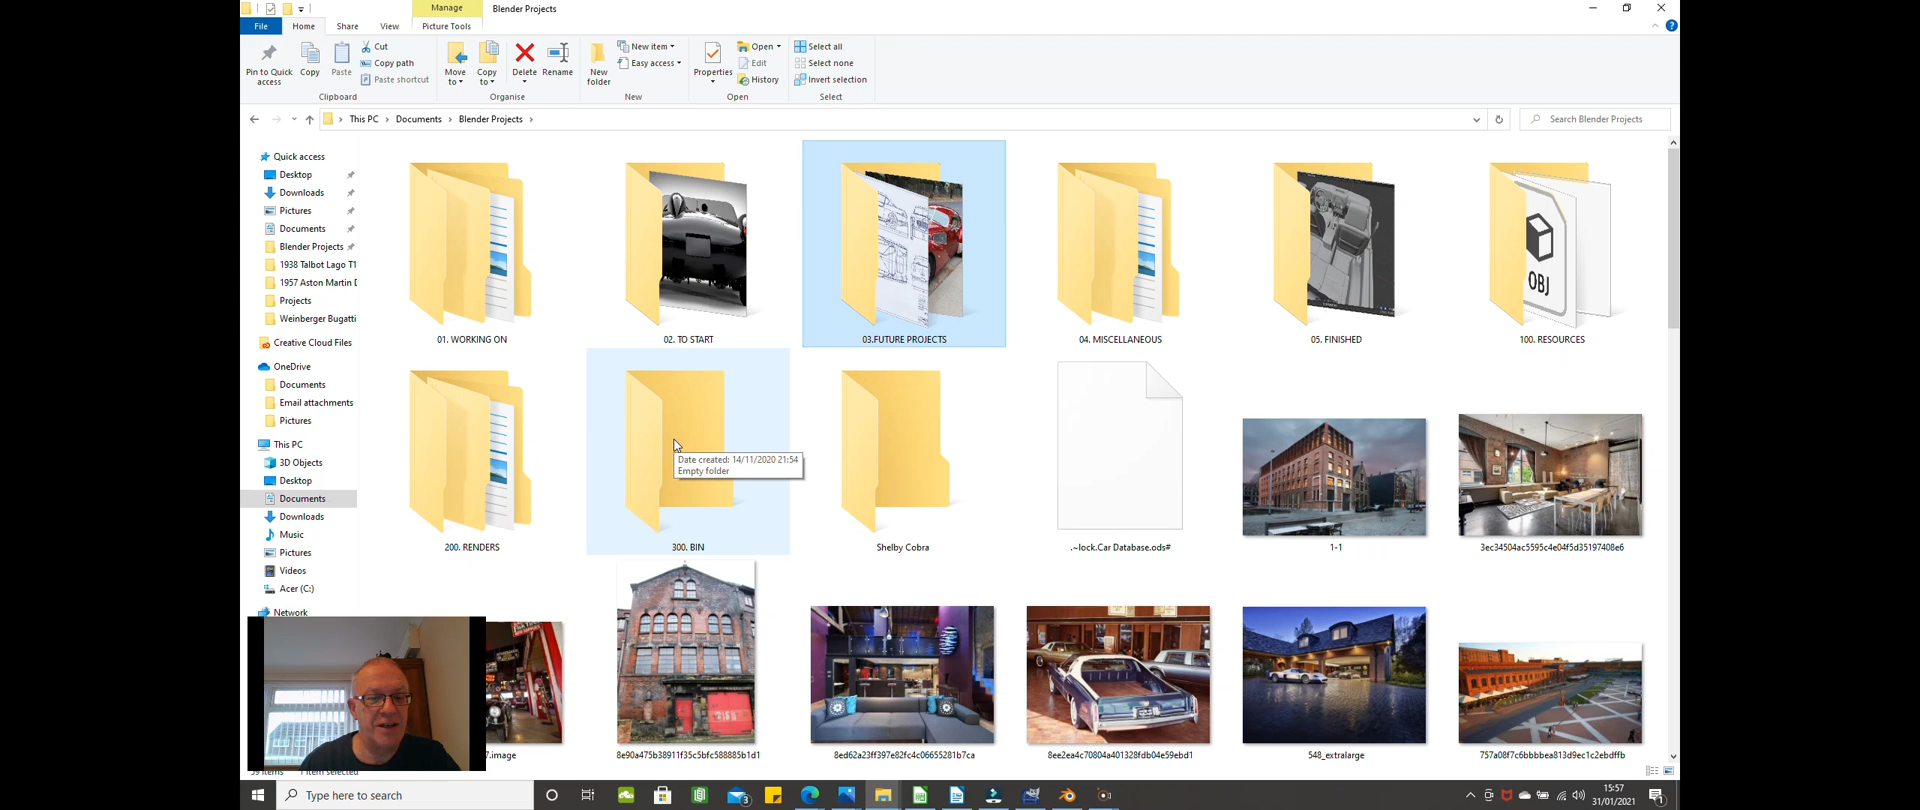 Manage
Blender Projects
File
Home
Share
View
Picture Tools
Pin to Quick access
Copy
Paste
Cut
Copy path
Paste shortcut
Move to
Copy to
Delete
Rename
New folder
New item
Easy access
Properties
Open
Edit
History
Select all
Select none
Invert selection
Clipboard
Organise
New
Open
Select
This PC > Documents > Blender Projects >
Search Blender Projects
Quick access
Desktop
Downloads
Pictures
Documents
Blender Projects
1938 Talbot Lago T1
1957 Aston Martin D
Projects
Weinberger Bugatti
Creative Cloud Files
OneDrive
Documents
Email attachments
Pictures
This PC
3D Objects
Desktop
Documents
Downloads
Music
Pictures
Videos
Acer (C:)
Network
01. WORKING ON
02. TO START
03.FUTURE PROJECTS
04. MISCELLANEOUS
05. FINISHED
OBJ
100. RESOURCES
Date created: 14/11/2020 21:54
Empty folder
200. RENDERS
300. BIN
Shelby Cobra
.~lock.Car Database.ods#
1-1
3ec34504ac5595c4e04f5d35197408e6
7.image
8e90a475b38911f35c5bfc588885b1d1
8ed62a23ff397e82fc4c06655281b7ca
8ee2ea4c70804a401328fdb04e59ebd1
548_extralarge
757a08f7c6bbbbea813d9ec1c2ebdffb
59 items
1 item selected
Type here to search
3
15:57
31/01/2021
1